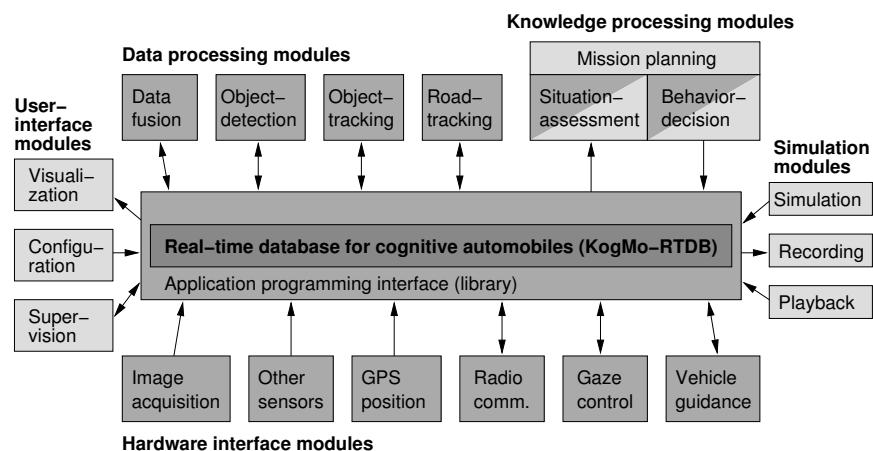 Knowledge processing modules
Data processing modules
Mission planning
Data
fusion
Object−
detection
Object−
tracking
Road−
tracking
Situation−
assessment
Behavior−
decision
User−
interface
modules
Simulation
modules
Visuali−
zation
Configu−
ration
Super−
vision
Simulation
Recording
Playback
Real−time database for cognitive automobiles (KogMo−RTDB)
Application programming interface (library)
Image
acquisition
Other
sensors
GPS
position
Radio
comm.
Gaze
control
Vehicle
guidance
Hardware interface modules